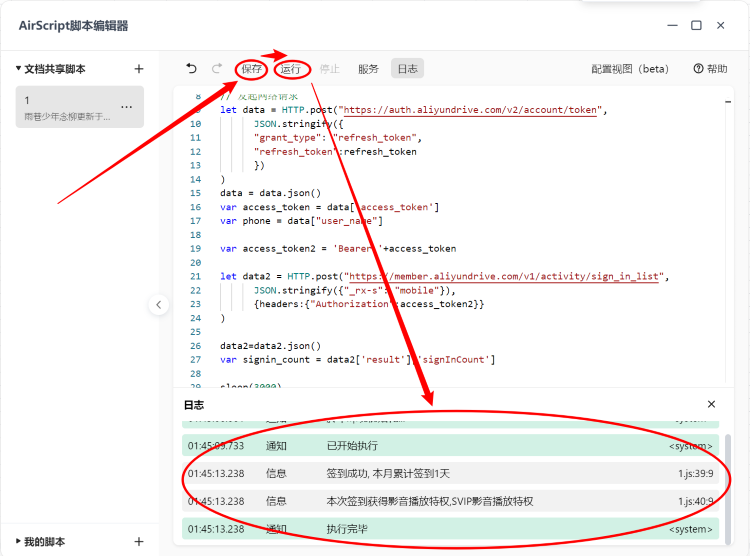 AirScript脚本编辑器
文档共享脚本
1
雨巷少年念柳更新于...
我的脚本
保存 运行 停止 服务 日志 配置视图（beta） 帮助
8 // 发起网络请求
9 let data = HTTP.post("https://auth.aliyundrive.com/v2/account/token",
10 JSON.stringify({
11 "grant_type": "refresh_token",
12 "refresh_token":refresh_token
13 })
14 )
15 data = data.json()
16 var access_token = data['access_token']
17 var phone = data["user_name"]
18
19 var access_token2 = 'Bearer '+access_token
20
21 let data2 = HTTP.post("https://member.aliyundrive.com/v1/activity/sign_in_list",
22 JSON.stringify({"_rx-s": "mobile"}),
23 {headers:{"Authorization":access_token2}}
24 )
25
26 data2=data2.json()
27 var signin_count = data2['result']['signInCount']
28
29 sleep(3000)
日志
通知 <system>
01:45:09.733 通知 已开始执行 <system>
01:45:13.238 信息 签到成功, 本月累计签到1天 1.js:39:9
01:45:13.238 信息 本次签到获得影音播放特权,SVIP影音播放特权 1.js:40:9
01:45:13.238 通知 执行完毕 <system>